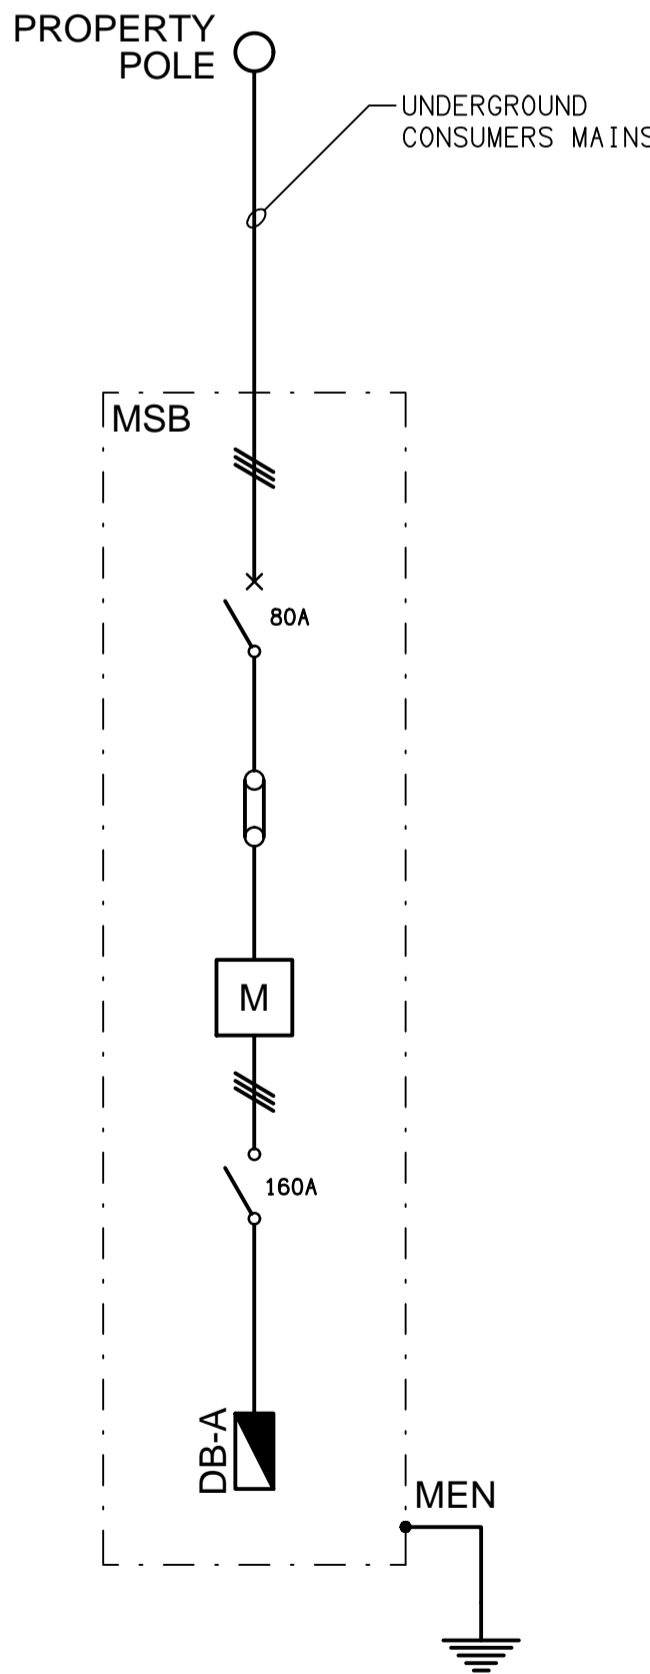 PROPERTY
POLE
UNDERGROUND
CONSUMERS MAINS
MSB
80A
M
160A
DB-A
MEN